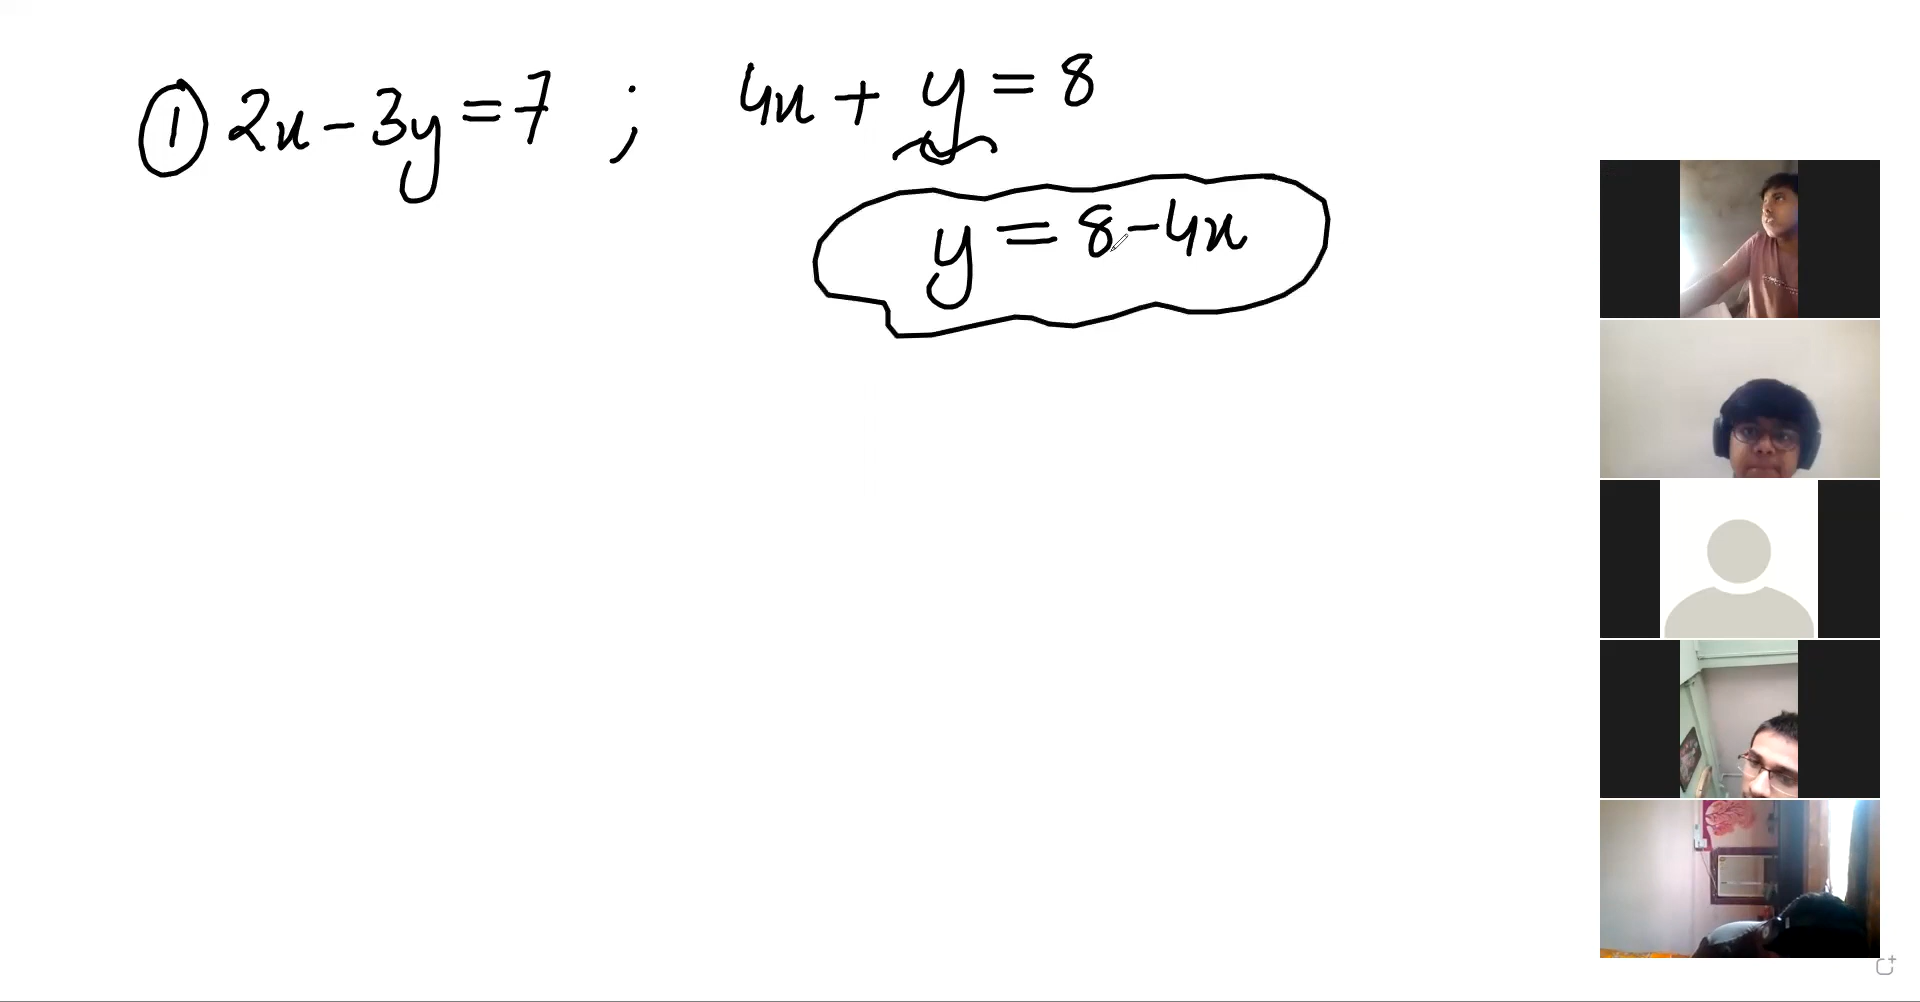 ① 2x - 3y = 7 ; 4x + y = 8
y = 8 - 4x